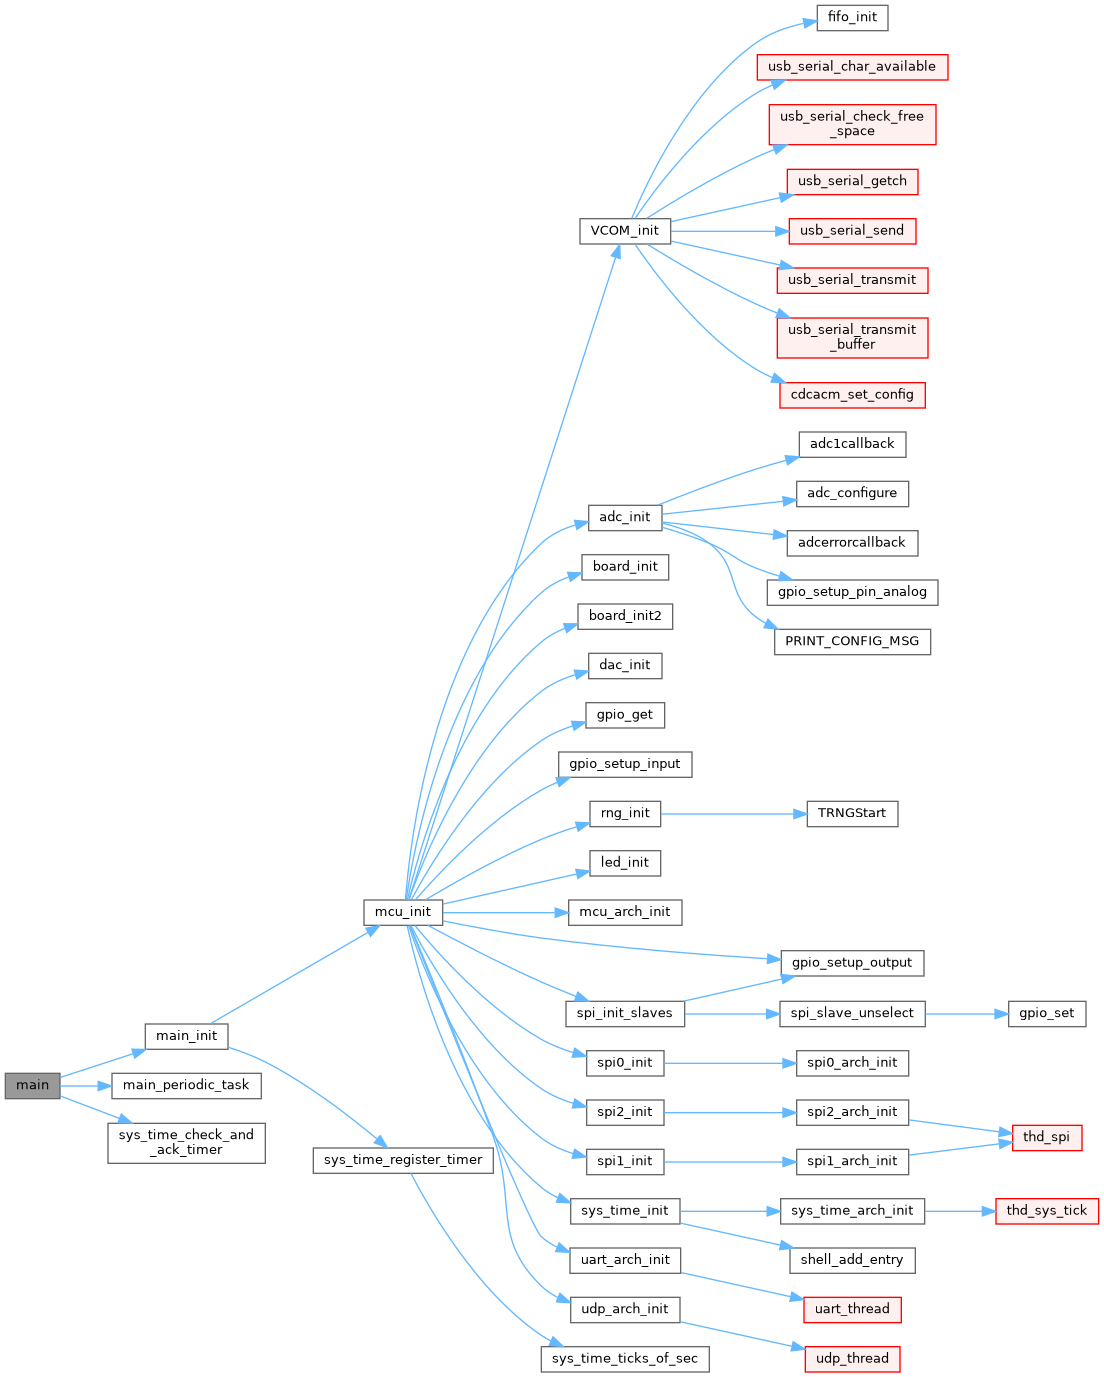 fifo_init
usb_serial_char_available
usb_serial_check_free
_space
usb_serial_getch
VCOM_init
usb_serial_send
usb_serial_transmit
usb_serial_transmit
_buffer
cdcacm_set_config
adc1callback
adc_configure
adc_init
adcerrorcallback
board_init
gpio_setup_pin_analog
board_init2
PRINT_CONFIG_MSG
dac_init
gpio_get
gpio_setup_input
rng_init
TRNGStart
led_init
mcu_init
mcu_arch_init
gpio_setup_output
spi_init_slaves
spi_slave_unselect
gpio_set
main_init
spi0_init
spi0_arch_init
main
main_periodic_task
spi2_init
spi2_arch_init
sys_time_check_and
_ack_timer
thd_spi
sys_time_register_timer
spi1_init
spi1_arch_init
sys_time_init
sys_time_arch_init
thd_sys_tick
uart_arch_init
shell_add_entry
udp_arch_init
uart_thread
sys_time_ticks_of_sec
udp_thread